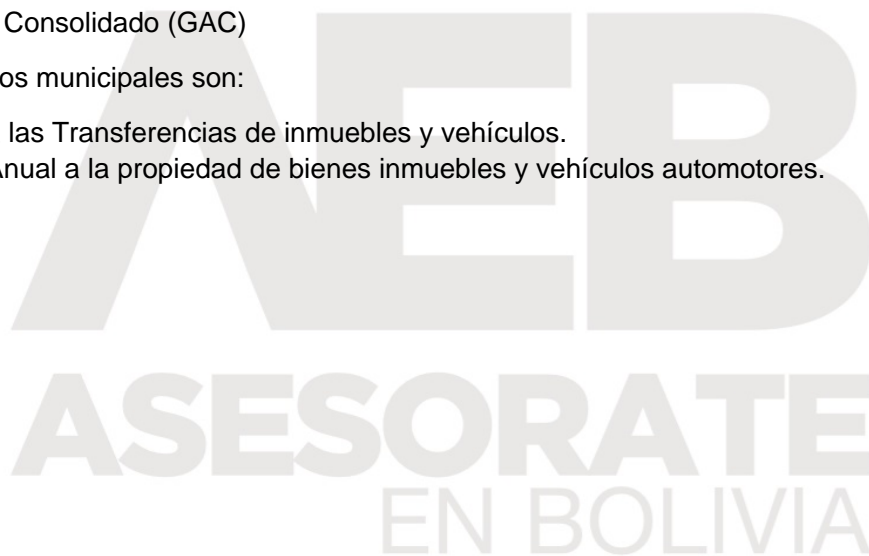 Consolidado (GAC)
os municipales son:
las Transferencias de inmuebles y vehículos.
nual a la propiedad de bienes inmuebles y vehículos automotores.
AEB
ASESORATE
EN BOLIVIA